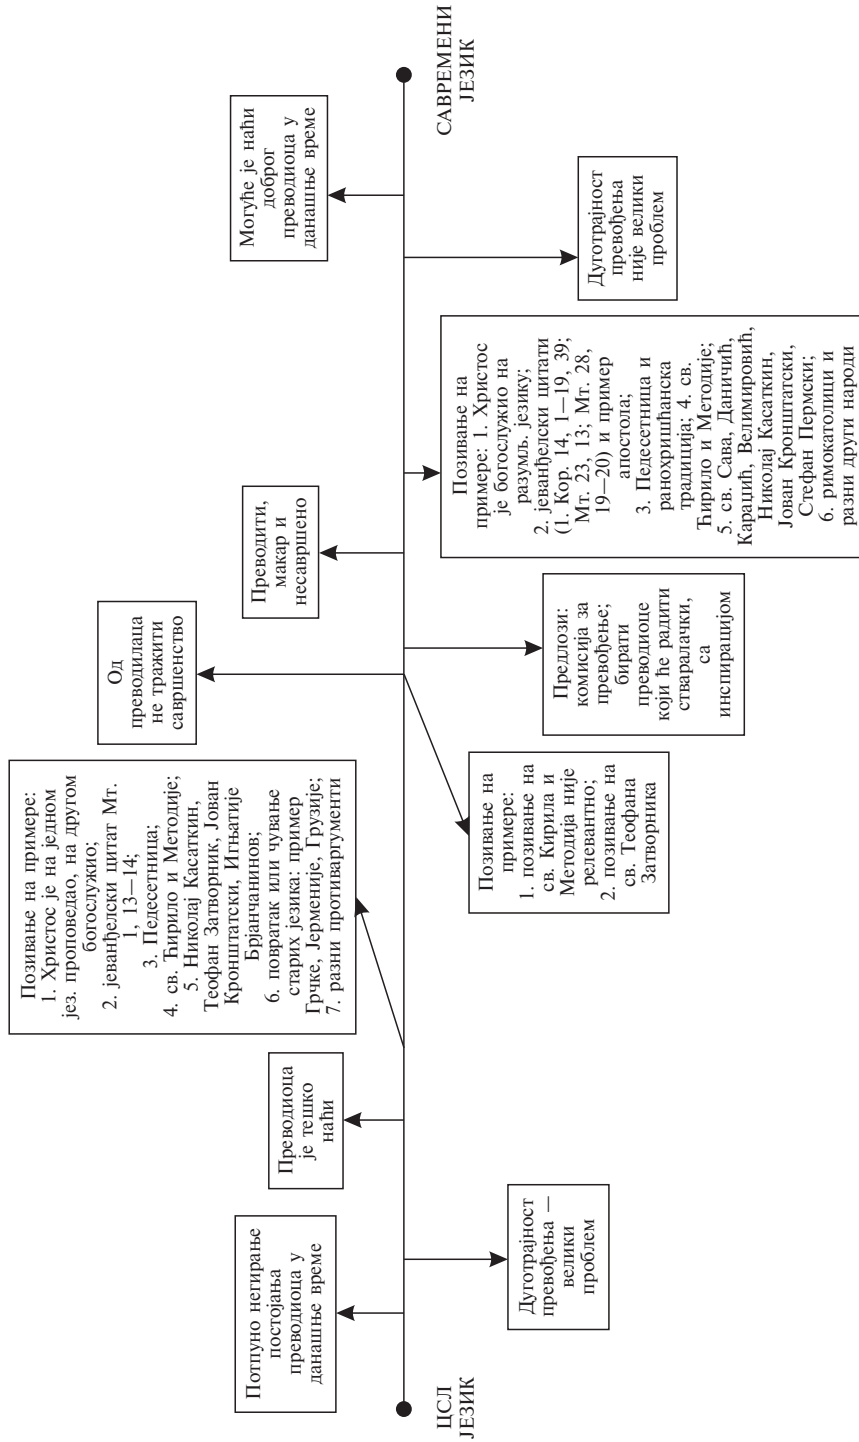 ЦСЛ
ЈЕЗИК
Потпуно негирање
постојања
преводиоца у
данашње време
Дуготрајност
превођења —
велики
проблем
Преводиоца
је тешко
наћи
Позивање на примере:
1. Христос је на једном
јез. проповедао, на другом
богослужио;
2. јеванђелски цитат Мт.
1, 13—14;
3. Педесетница;
4. св. Ћирило и Методије;
5. Николај Касаткин,
Теофан Затворник, Јован
Кронштатски, Игњатије
Брјанчанинов;
6. повратак или чување
старих језика: пример
Грчке, Јерменије, Грузије;
7. разни противаргументи
Од
преводилаца
не тражити
савршенство
Позивање на
примере:
1. позивање на
св. Кирила и
Методија није
релевантно;
2. позивање на
св. Теофана
Затворника
Предлози:
комисија за
превођење;
бирати
преводиоце
који ће радити
стваралачки,
са
инспирацијом
Преводити,
макар и
несавршено
Позивање на
примере: 1. Христос
је богослужио на
разумљ. језику;
2. јеванђелски цитати
(1. Кор. 14, 1—19, 39;
Мт. 23, 13; Мт. 28,
19—20) и пример
апостола;
3. Педесетница и
ранохришћанска
традиција; 4. св.
Ћирило и Методије;
5. св. Сава, Даничић,
Караџић, Велимировић,
Николај Касаткин,
Јован Кронштатски,
Стефан Пермски;
6. римокатолици и
разни други народи
Могуће је наћи
доброг
преводиоца у
данашње време
Дуготрајност
превођења
није велики
проблем
САВРЕМЕНИ
ЈЕЗИК